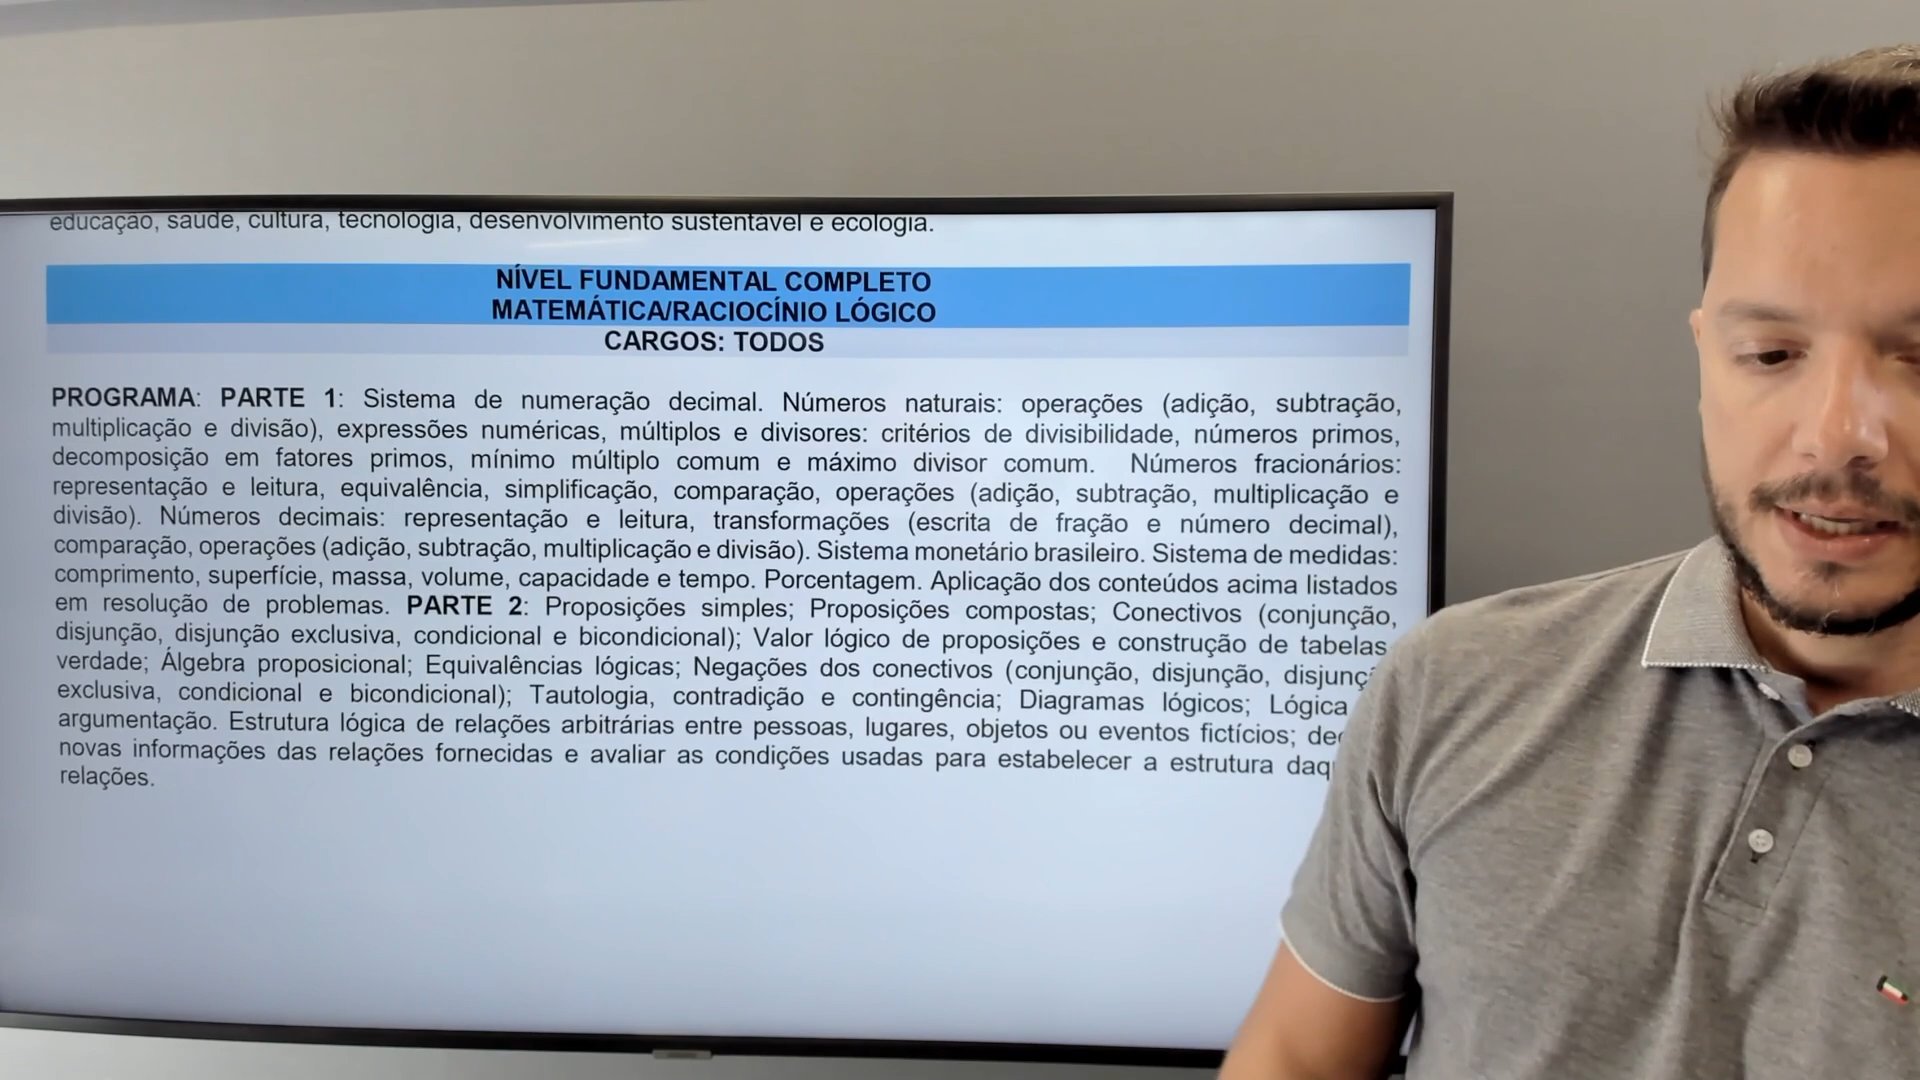 educação, saúde, cultura, tecnologia, desenvolvimento sustentável e ecologia.
NÍVEL FUNDAMENTAL COMPLETO
MATEMÁTICA/RACIOCÍNIO LÓGICO
CARGOS: TODOS
PROGRAMA: PARTE 1: Sistema de numeração decimal. Números naturais: operações (adição, subtração,
multiplicação e divisão), expressões numéricas, múltiplos e divisores: critérios de divisibilidade, números primos,
decomposição em fatores primos, mínimo múltiplo comum e máximo divisor comum. Números fracionários:
representação e leitura, equivalência, simplificação, comparação, operações (adição, subtração, multiplicação e
divisão). Números decimais: representação e leitura, transformações (escrita de fração e número decimal),
comparação, operações (adição, subtração, multiplicação e divisão). Sistema monetário brasileiro. Sistema de medidas:
comprimento, superfície, massa, volume, capacidade e tempo. Porcentagem. Aplicação dos conteúdos acima listados
em resolução de problemas. PARTE 2: Proposições simples; Proposições compostas; Conectivos (conjunção,
disjunção, disjunção exclusiva, condicional e bicondicional); Valor lógico de proposições e construção de tabelas
verdade; Álgebra proposicional; Equivalências lógicas; Negações dos conectivos (conjunção, disjunção,
exclusiva, condicional e bicondicional); Tautologia, contradição e contingência; Diagramas lógicos; Lógica
argumentação. Estrutura lógica de relações arbitrárias entre pessoas, lugares, objetos ou eventos fictícios;
novas informações das relações fornecidas e avaliar as condições usadas para estabelecer a estrutura
relações.